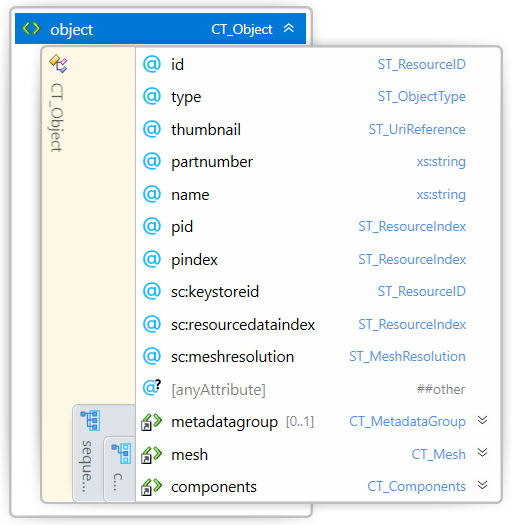 object CT_Object
CT_Object
id ST_ResourceID
type ST_ObjectType
thumbnail ST_UriReference
partnumber xs:string
name xs:string
pid ST_ResourceIndex
pindex ST_ResourceIndex
sc:keystoreid ST_ResourceID
sc:resourcedataindex ST_ResourceIndex
sc:meshresolution ST_MeshResolution
[anyAttribute] ##other
metadatagroup [0..1] CT_MetadataGroup
mesh CT_Mesh
components CT_Components
seque...
c...